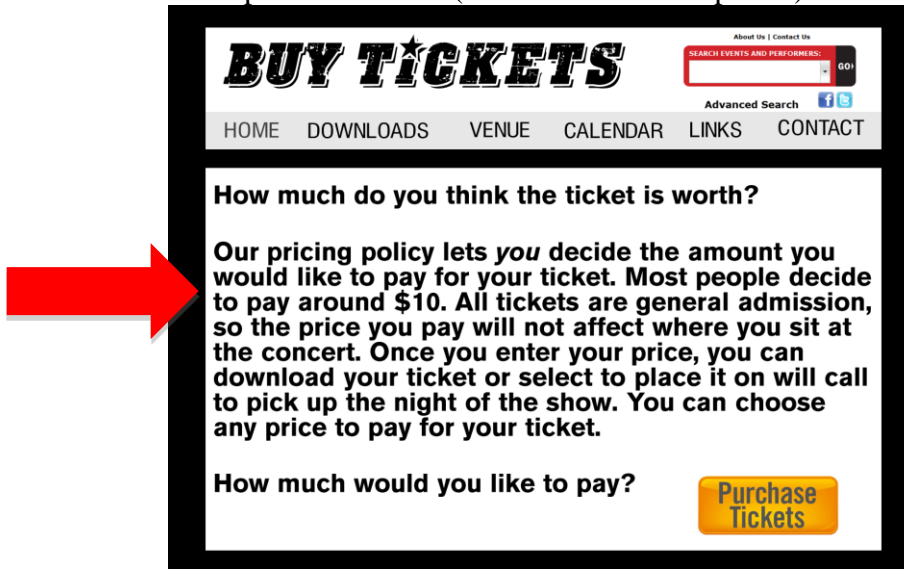 BUY TICKETS
About Us | Contact Us
SEARCH EVENTS AND PERFORMERS:
GO
Advanced Search
HOME DOWNLOADS VENUE CALENDAR LINKS CONTACT
How much do you think the ticket is worth?
Our pricing policy lets you decide the amount you
would like to pay for your ticket. Most people decide
to pay around $10. All tickets are general admission,
so the price you pay will not affect where you sit at
the concert. Once you enter your price, you can
download your ticket or select to place it on will call
to pick up the night of the show. You can choose
any price to pay for your ticket.
How much would you like to pay?
Purchase
Tickets